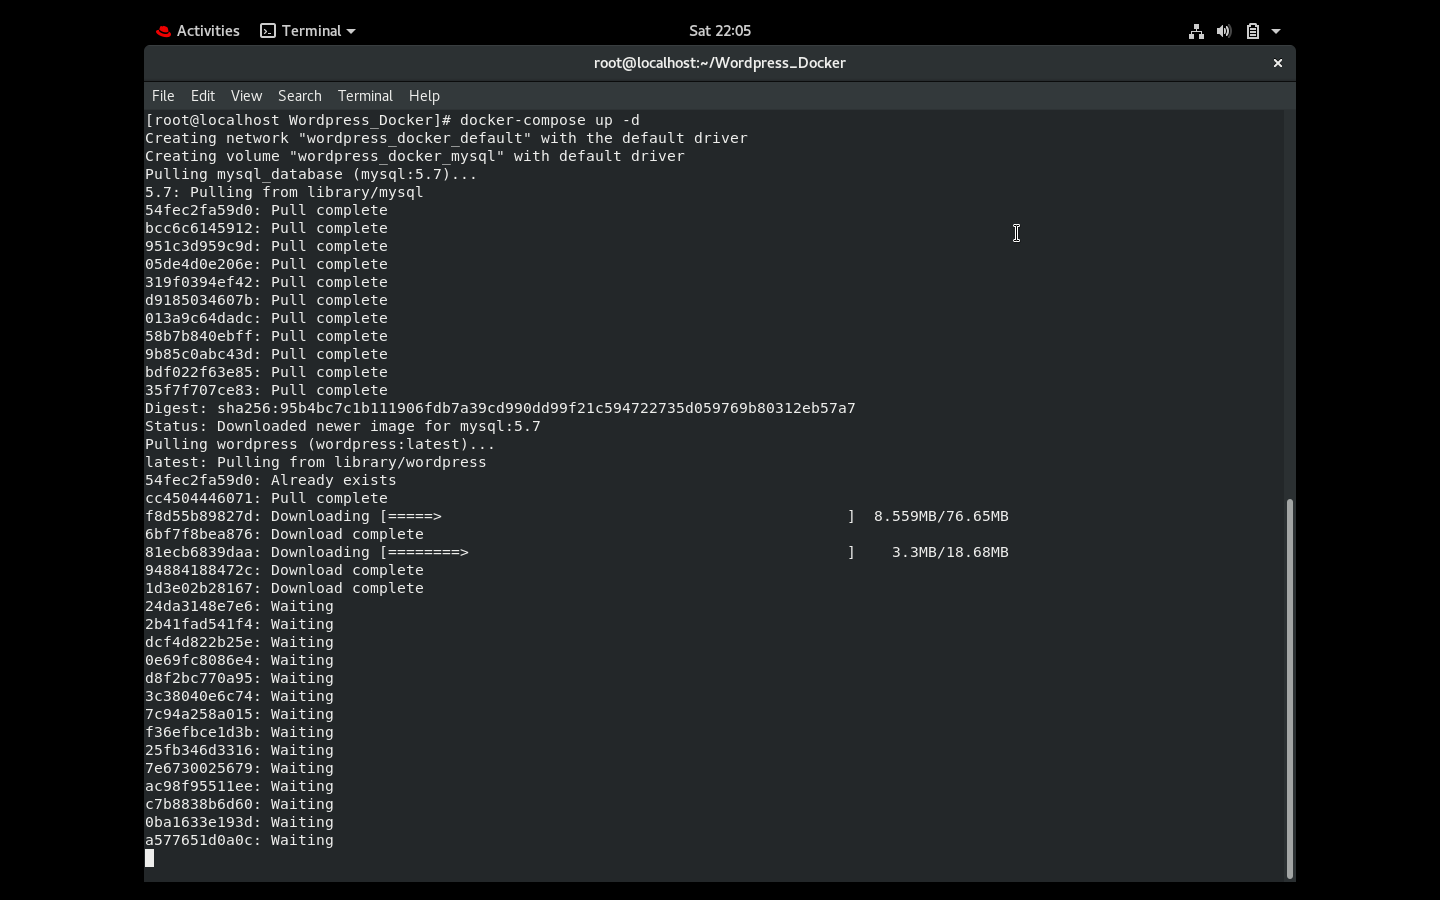 Activities Terminal Sat 22:05
root@localhost:~/Wordpress_Docker ×
File Edit View Search Terminal Help
[root@localhost Wordpress_Docker]# docker-compose up -d
Creating network "wordpress_docker_default" with the default driver
Creating volume "wordpress_docker_mysql" with default driver
Pulling mysql_database (mysql:5.7)...
5.7: Pulling from library/mysql
54fec2fa59d0: Pull complete
bcc6c6145912: Pull complete
951c3d959c9d: Pull complete
05de4d0e206e: Pull complete
319f0394ef42: Pull complete
d9185034607b: Pull complete
013a9c64dadc: Pull complete
58b7b840ebff: Pull complete
9b85c0abc43d: Pull complete
bdf022f63e85: Pull complete
35f7f707ce83: Pull complete
Digest: sha256:95b4bc7c1b111906fdb7a39cd990dd99f21c594722735d059769b80312eb57a7
Status: Downloaded newer image for mysql:5.7
Pulling wordpress (wordpress:latest)...
latest: Pulling from library/wordpress
54fec2fa59d0: Already exists
cc4504446071: Pull complete
f8d55b89827d: Downloading [=====>                                             ]  8.559MB/76.65MB
6bf7f8bea876: Download complete
81ecb6839daa: Downloading [========>                                          ]    3.3MB/18.68MB
94884188472c: Download complete
1d3e02b28167: Download complete
24da3148e7e6: Waiting
2b41fad541f4: Waiting
dcf4d822b25e: Waiting
0e69fc8086e4: Waiting
d8f2bc770a95: Waiting
3c38040e6c74: Waiting
7c94a258a015: Waiting
f36efbce1d3b: Waiting
25fb346d3316: Waiting
7e6730025679: Waiting
ac98f95511ee: Waiting
c7b8838b6d60: Waiting
0ba1633e193d: Waiting
a577651d0a0c: Waiting